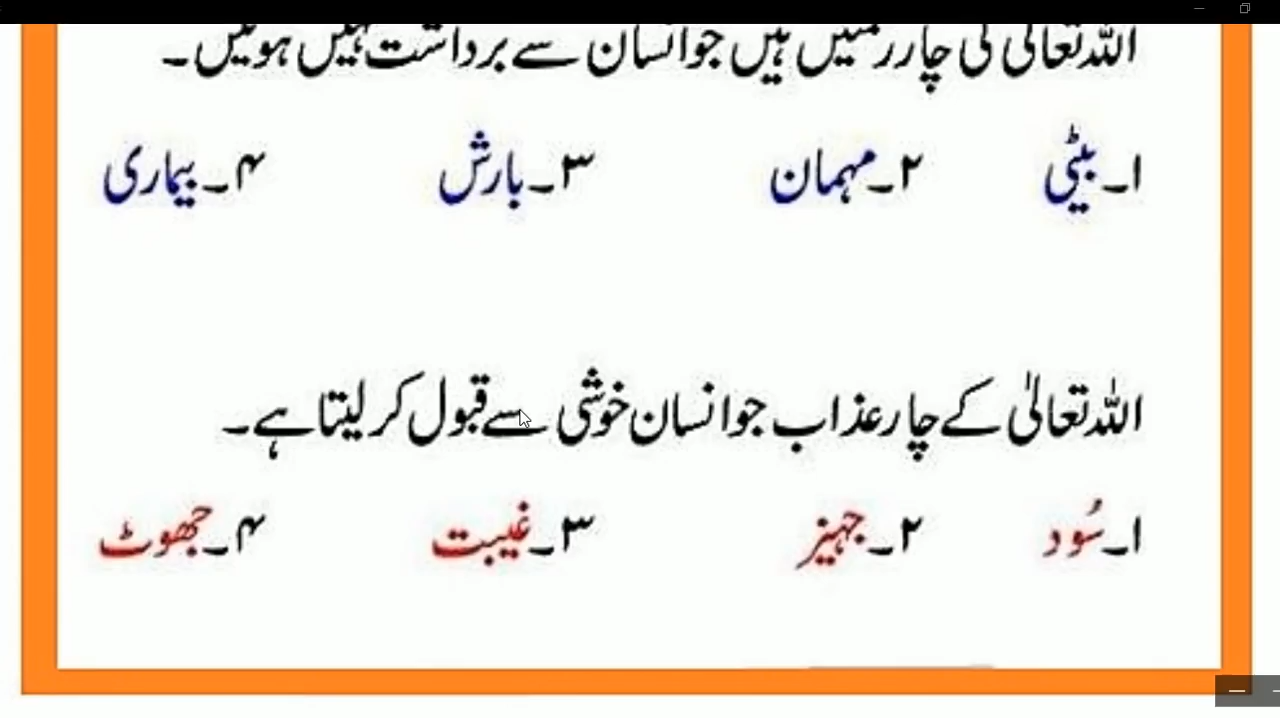 اللہ تعالیٰ کی چار رحمتیں ہیں جو انسان سے برداشت نہیں ہوتیں۔
۱۔ بیٹی ۲۔ مہمان ۳۔ بارش ۴۔ بیماری
اللہ تعالیٰ کے چار عذاب جو انسان خوشی سے قبول کر لیتا ہے۔
۱۔ سُود ۲۔ جہیز ۳۔ غیبت ۴۔ جھوٹ